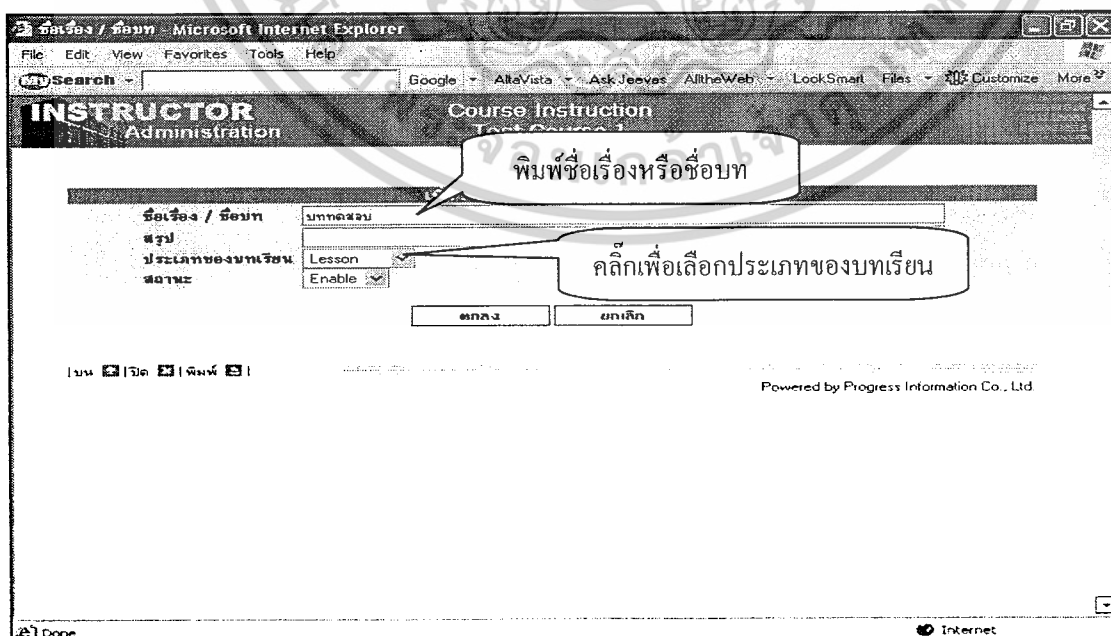 ชื่อเรื่อง / ชื่อบท - Microsoft Internet Explorer
File Edit View Favorites Tools Help
Search Google AltaVista Ask Jeeves AlltheWeb LookSmart Files Customize More
INSTRUCTOR
Administration
Course Instruction
Test Course 1
พิมพ์ชื่อเรื่องหรือชื่อบท
ชื่อเรื่อง / ชื่อบท บททดสอบ
สรุป
ประเภทของบทเรียน Lesson
คลิ๊กเพื่อเลือกประเภทของบทเรียน
สถานะ Enable
ตกลง ยกเลิก
|บน |ปิด |พิมพ์ |
Powered by Progress Information Co., Ltd.
Done Internet